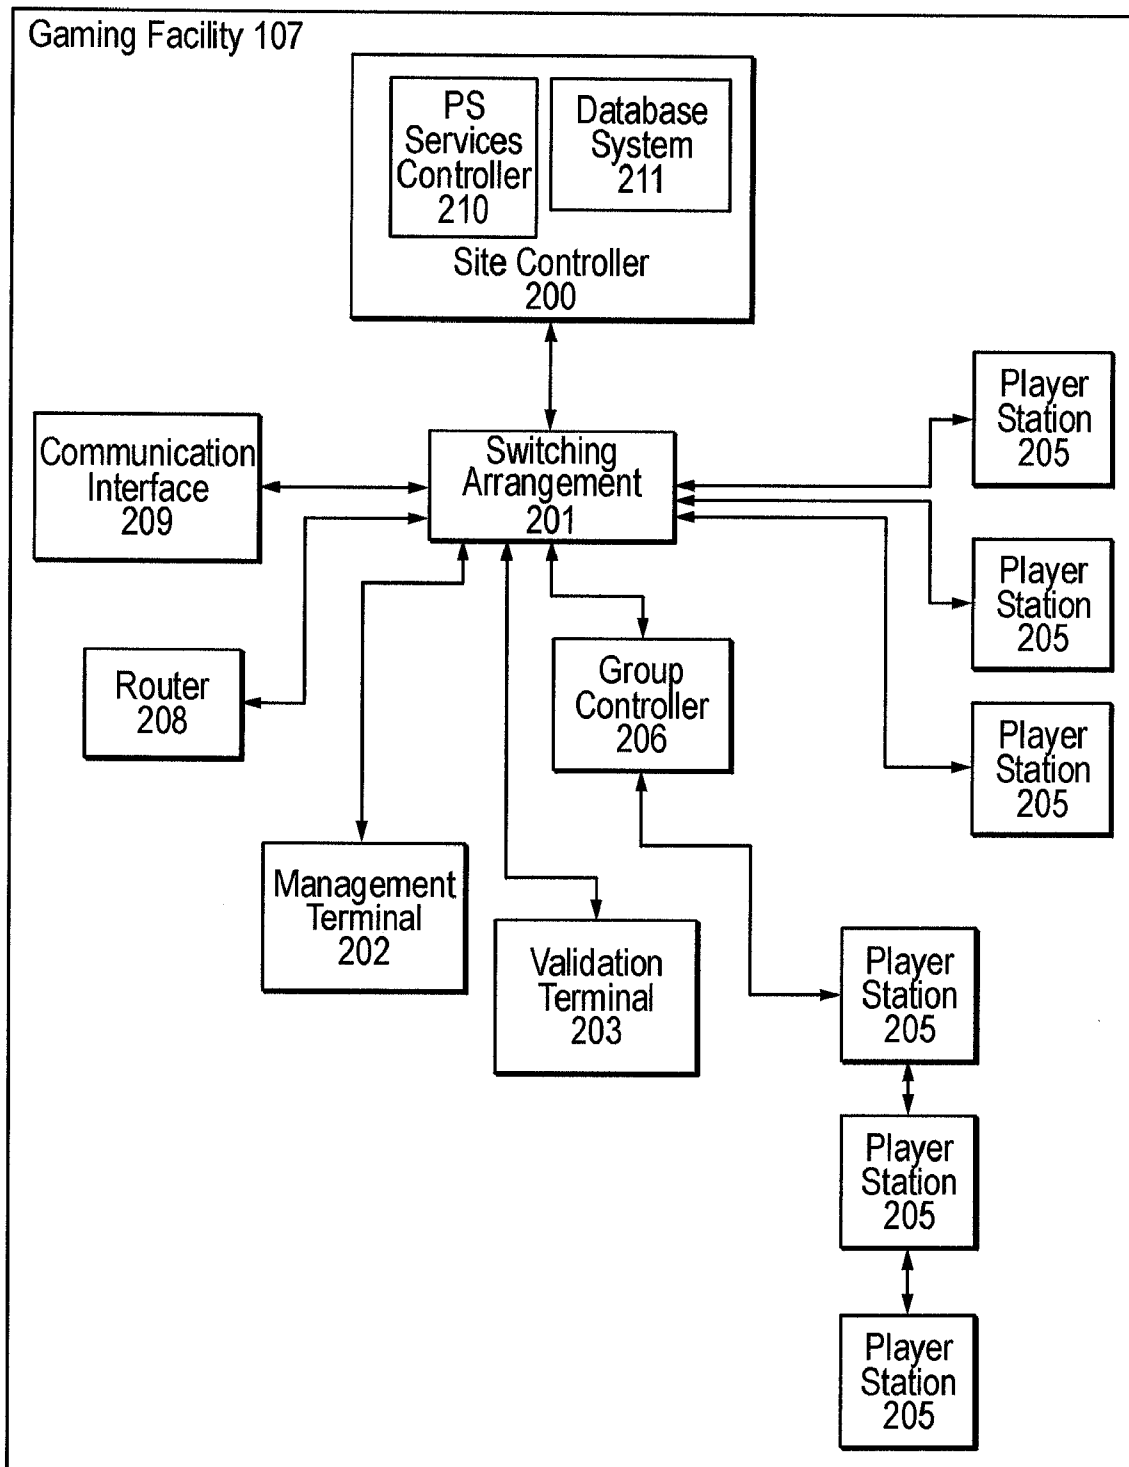 Gaming Facility 107
PS
Services
Controller
210
Database
System
211
Site Controller
200
Communication
Interface
209
Switching
Arrangement
201
Player
Station
205
Player
Station
205
Player
Station
205
Router
208
Group
Controller
206
Management
Terminal
202
Validation
Terminal
203
Player
Station
205
Player
Station
205
Player
Station
205